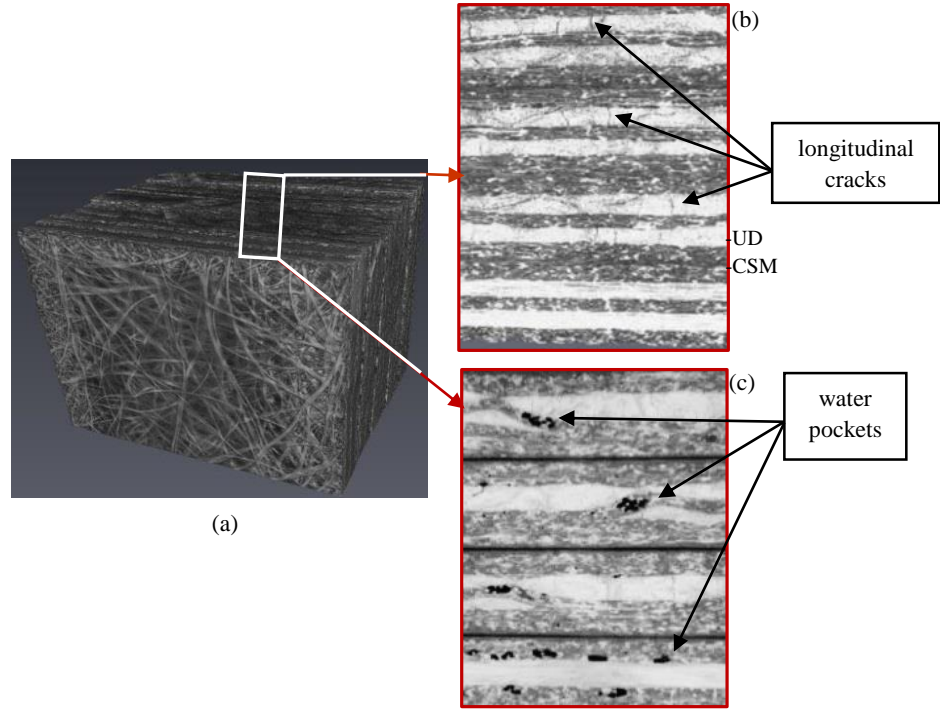 (b)
longitudinal
cracks
-UD
-CSM
(a)
(c)
water
pockets